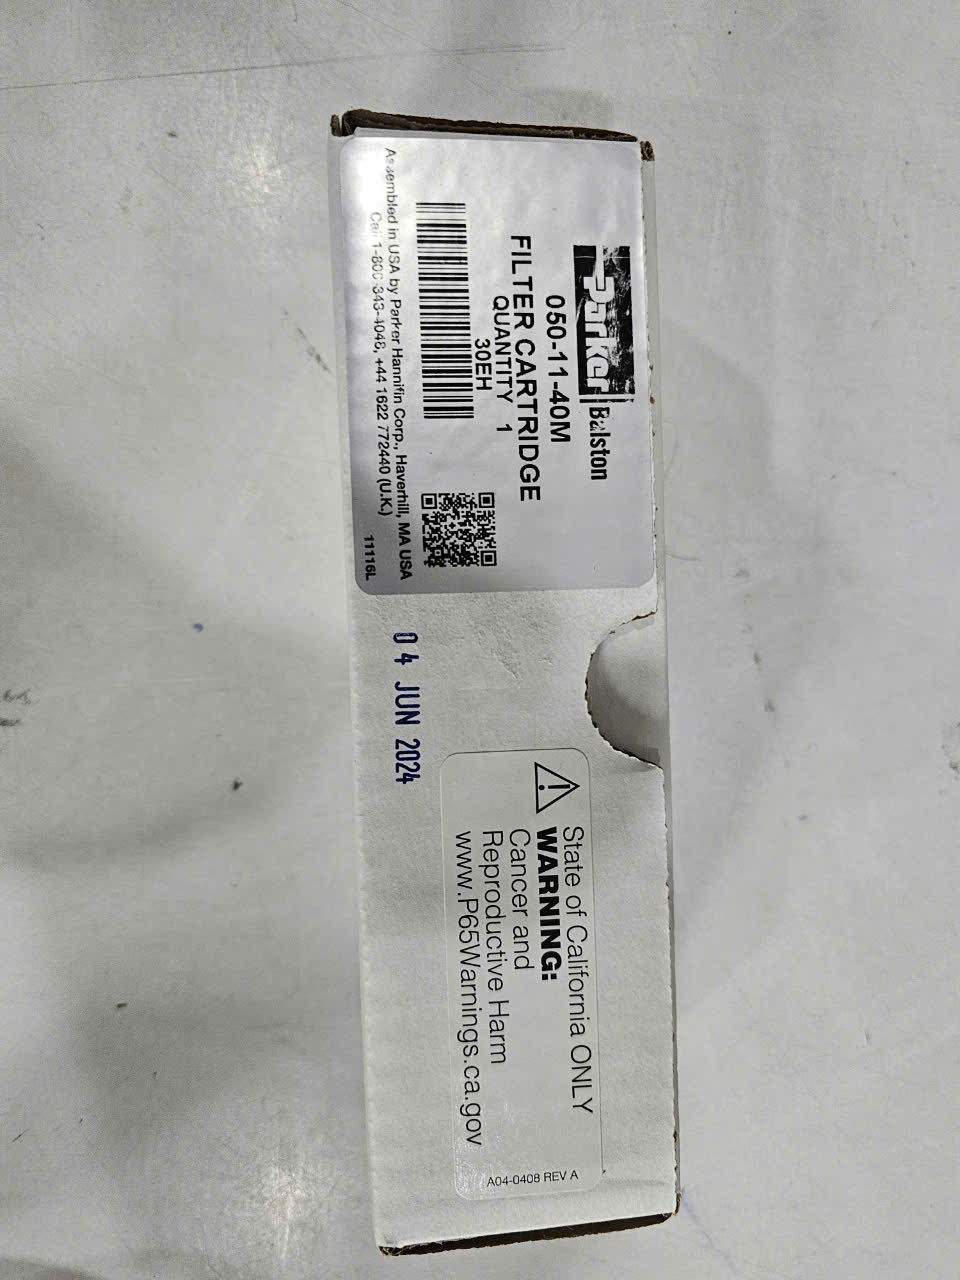 Parker Balston
050-11-40M
FILTER CARTRIDGE
QUANTITY 1
30EH
Assembled in USA by Parker Hannifin Corp., Haverhill, MA USA
Call 1-800-343-4048, +44 1622 772440 (U.K.)
11116L
04 JUN 2024
State of California ONLY
WARNING:
Cancer and
Reproductive Harm
www.P65Warnings.ca.gov
A04-0408 REV A